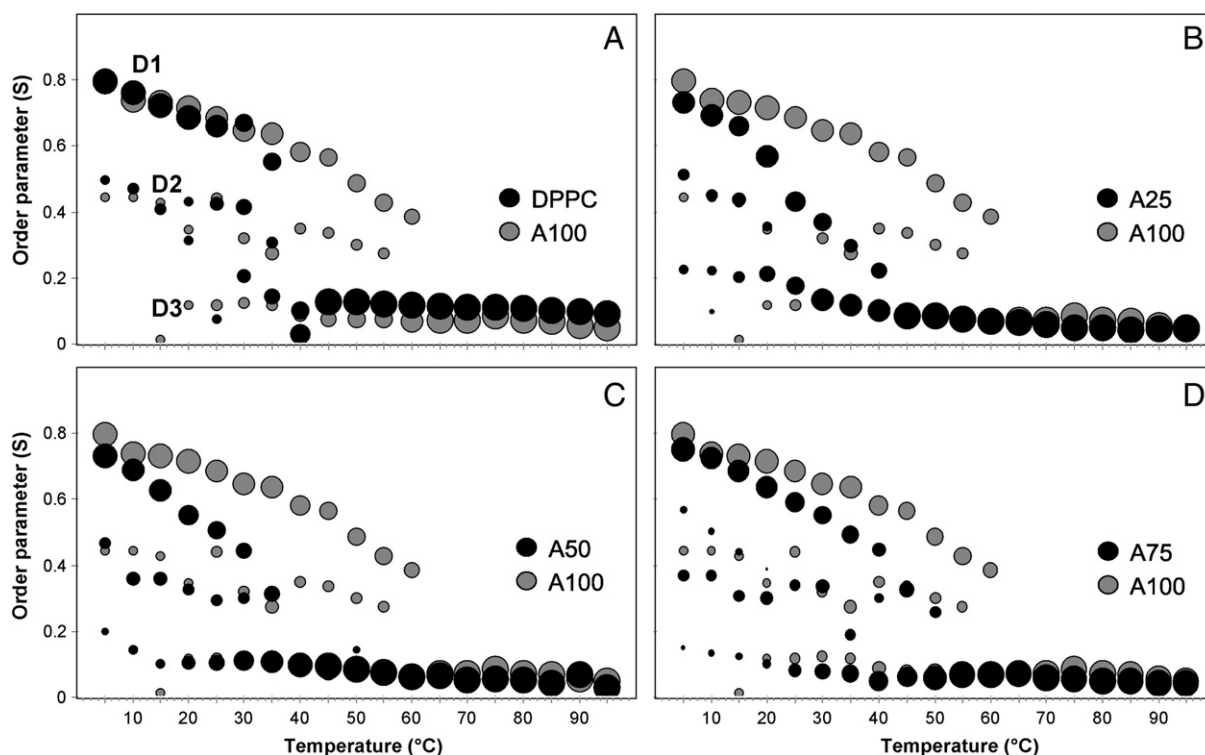 A
B
Order parameter (S)
0.8
0.6
0.4
0.2
0
D1
D2
D3
DPPC
A100
A25
A100
C
D
Order parameter (S)
0.8
0.6
0.4
0.2
0
A50
A100
A75
A100
10 20 30 40 50 60 70 80 90
10 20 30 40 50 60 70 80 90
Temperature (°C)
Temperature (°C)